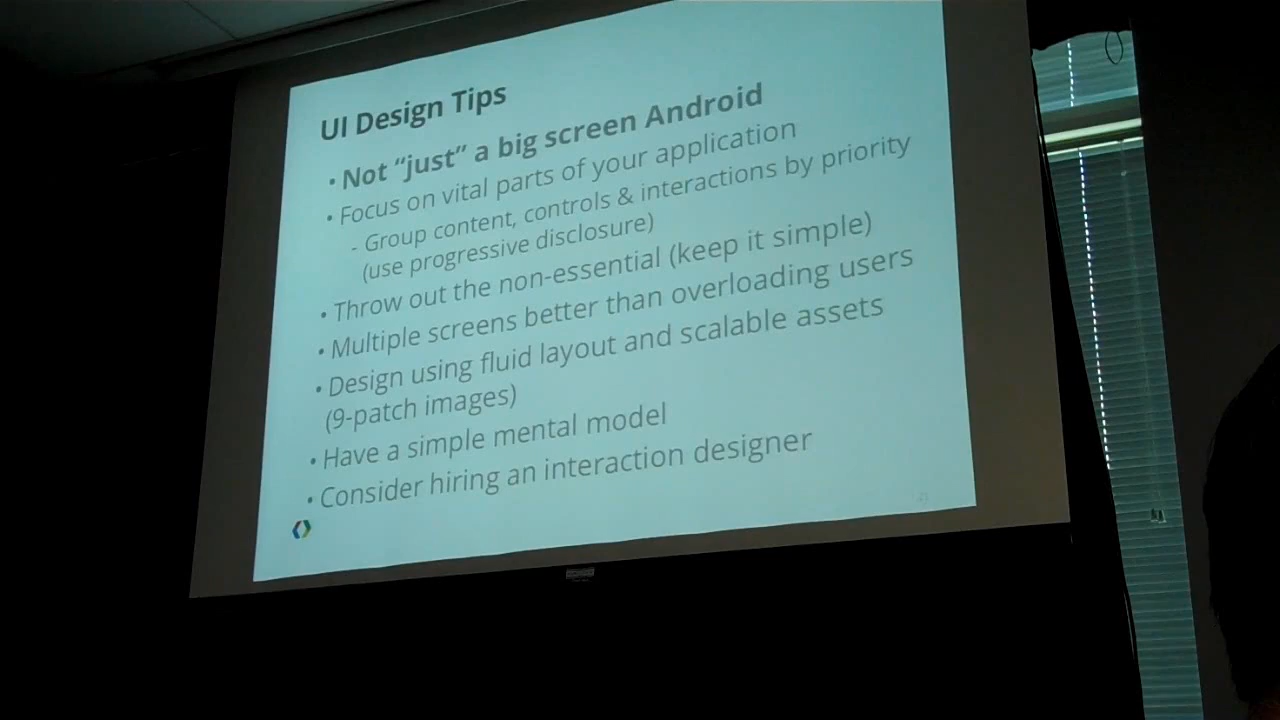 UI Design Tips
• Not “just” a big screen Android
• Focus on vital parts of your application
- Group content, controls & interactions by priority
(use progressive disclosure)
• Throw out the non-essential (keep it simple)
• Multiple screens better than overloading users
• Design using fluid layout and scalable assets
(9-patch images)
• Have a simple mental model
• Consider hiring an interaction designer